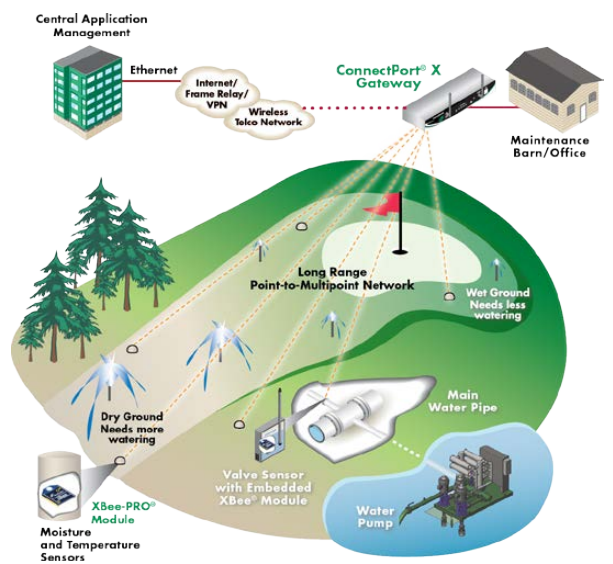 Central Application
Management
Ethernet
Internet/
Frame Relay/
VPN
Wireless
Telco Network
ConnectPort® X
Gateway
Maintenance
Barn/Office
Long Range
Point-to-Multipoint Network
Wet Ground
Needs less
watering
Dry Ground
Needs more
watering
Main
Water Pipe
Valve Sensor
with Embedded
XBee® Module
Water
Pump
XBee-PRO®
Module
Moisture
and Temperature
Sensors